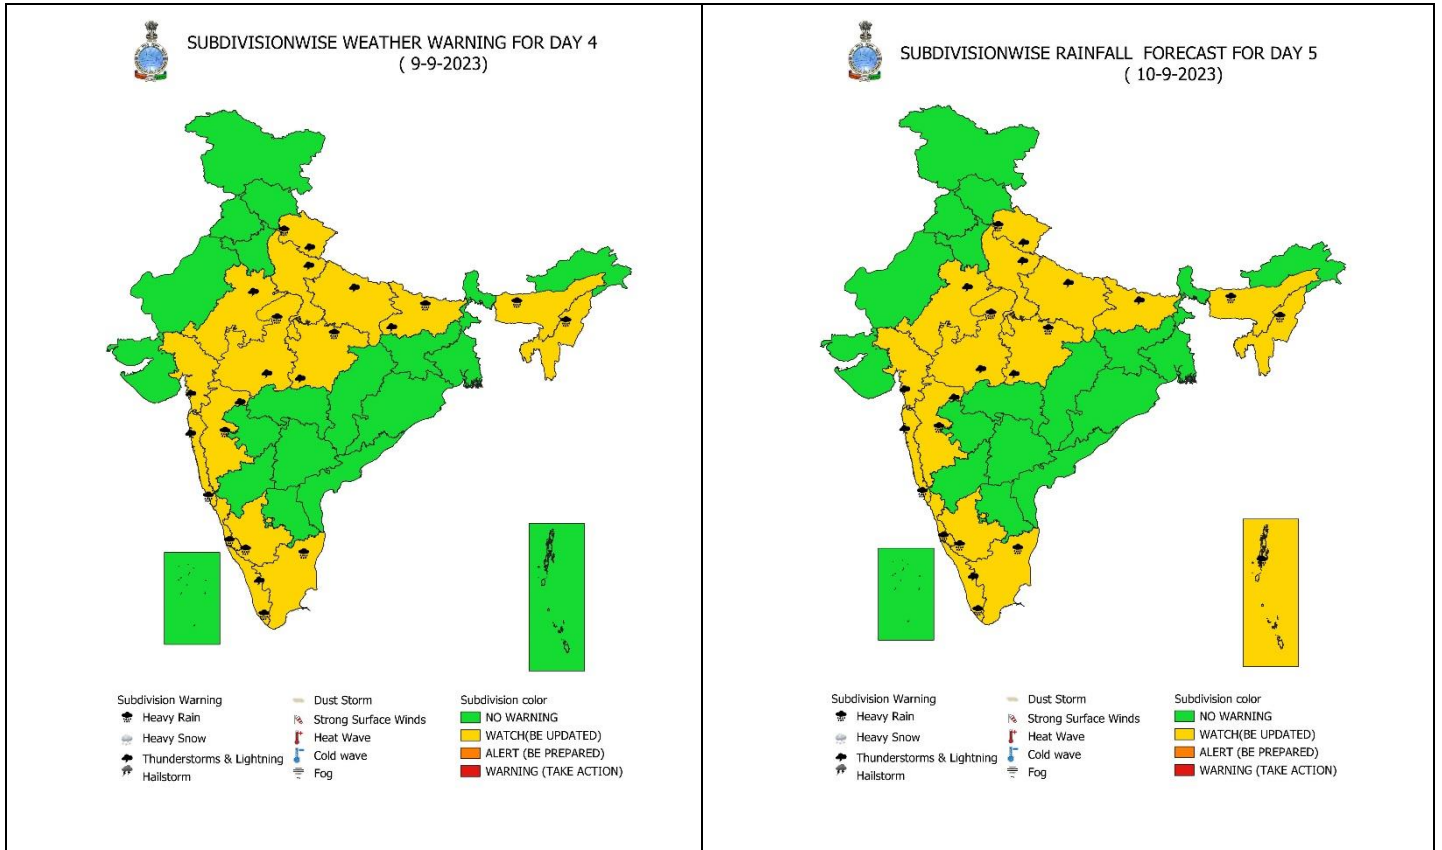 SUBDIVISIONWISE WEATHER WARNING FOR DAY 4
( 9-9-2023)
Subdivision Warning
Heavy Rain
Heavy Snow
Thunderstorms & Lightning
Hailstorm
Dust Storm
Strong Surface Winds
Heat Wave
Cold wave
Fog
Subdivision color
NO WARNING
WATCH(BE UPDATED)
ALERT (BE PREPARED)
WARNING (TAKE ACTION)
SUBDIVISIONWISE RAINFALL FORECAST FOR DAY 5
( 10-9-2023)
Subdivision Warning
Heavy Rain
Heavy Snow
Thunderstorms & Lightning
Hailstorm
Dust Storm
Strong Surface Winds
Heat Wave
Cold wave
Fog
Subdivision color
NO WARNING
WATCH(BE UPDATED)
ALERT (BE PREPARED)
WARNING (TAKE ACTION)